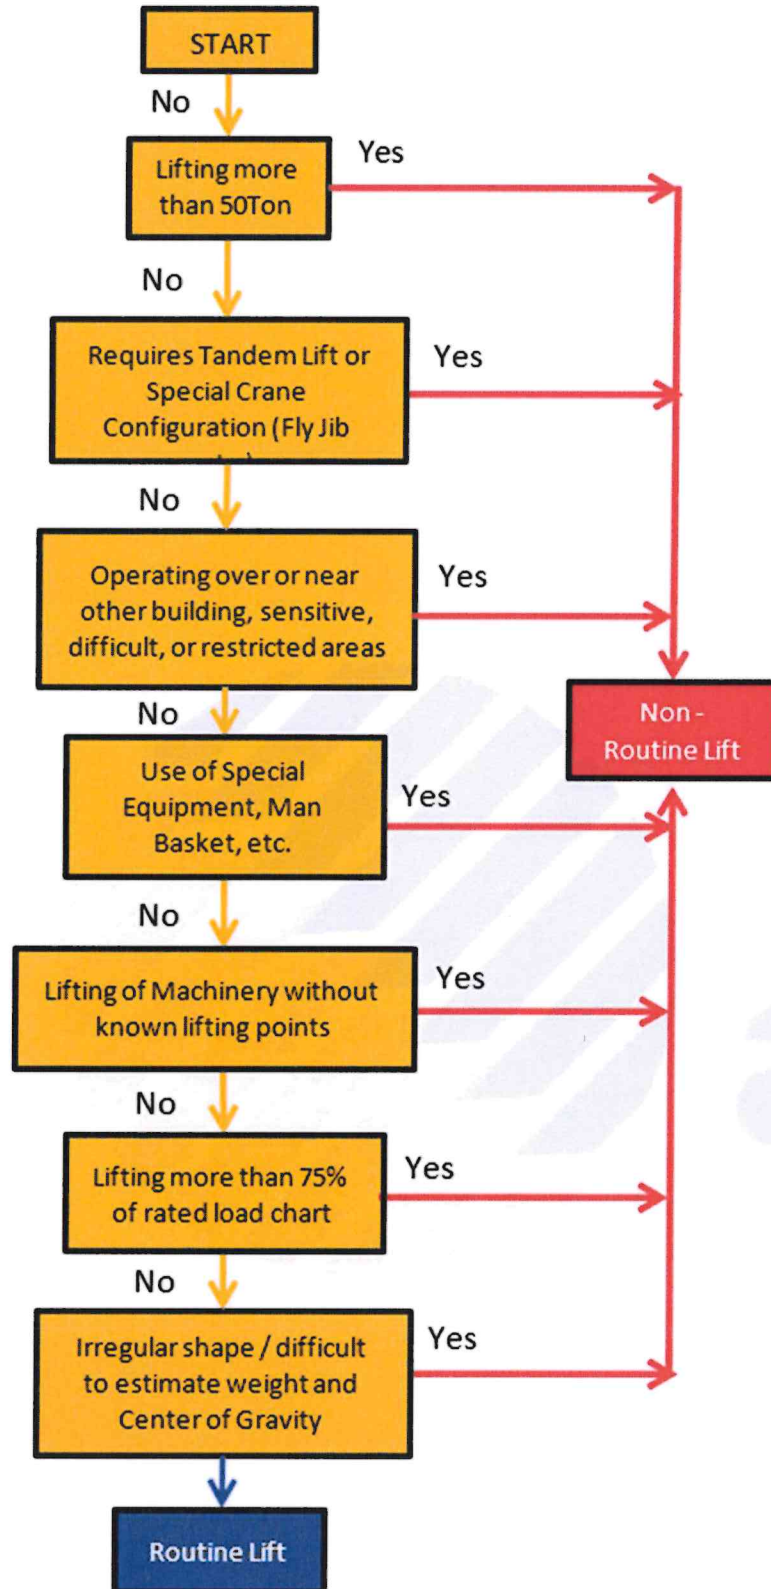 START
No
Lifting more
than 50Ton
Yes
No
Requires Tandem Lift or
Special Crane
Configuration (Fly Jib
Yes
No
Operating over or near
other building, sensitive,
difficult, or restricted areas
Yes
No
Use of Special
Equipment, Man
Basket, etc.
Yes
Non -
Routine Lift
No
Lifting of Machinery without
known lifting points
Yes
No
Lifting more than 75%
of rated load chart
Yes
No
Irregular shape / difficult
to estimate weight and
Center of Gravity
Yes
Routine Lift